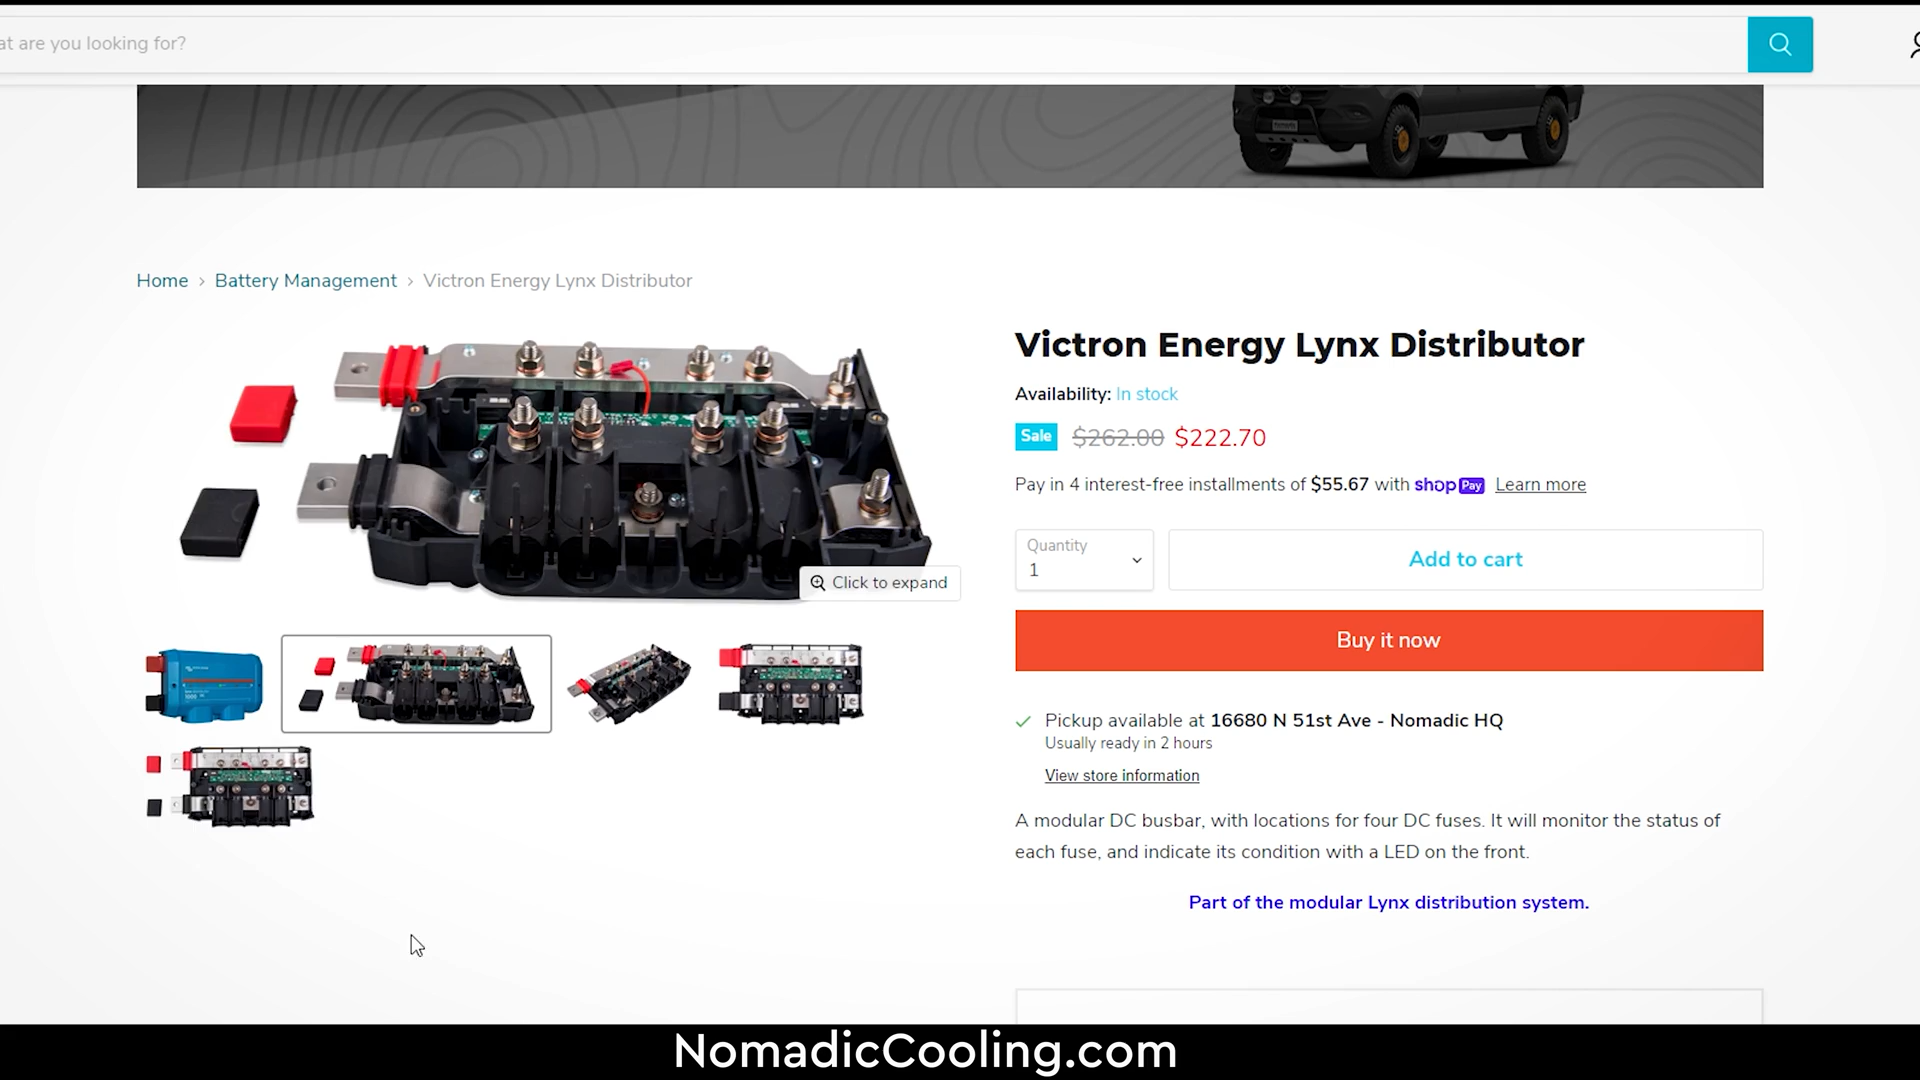 at are you looking for?
Home > Battery Management > Victron Energy Lynx Distributor
Click to expand
Victron Energy Lynx Distributor
Availability: In stock
Sale $262.00 $222.70
Pay in 4 interest-free installments of $55.67 with shop Pay Learn more
Quantity
1
Add to cart
Buy it now
Pickup available at 16680 N 51st Ave - Nomadic HQ
Usually ready in 2 hours
View store information
A modular DC busbar, with locations for four DC fuses. It will monitor the status of
each fuse, and indicate its condition with a LED on the front.
Part of the modular Lynx distribution system.
NomadicCooling.com